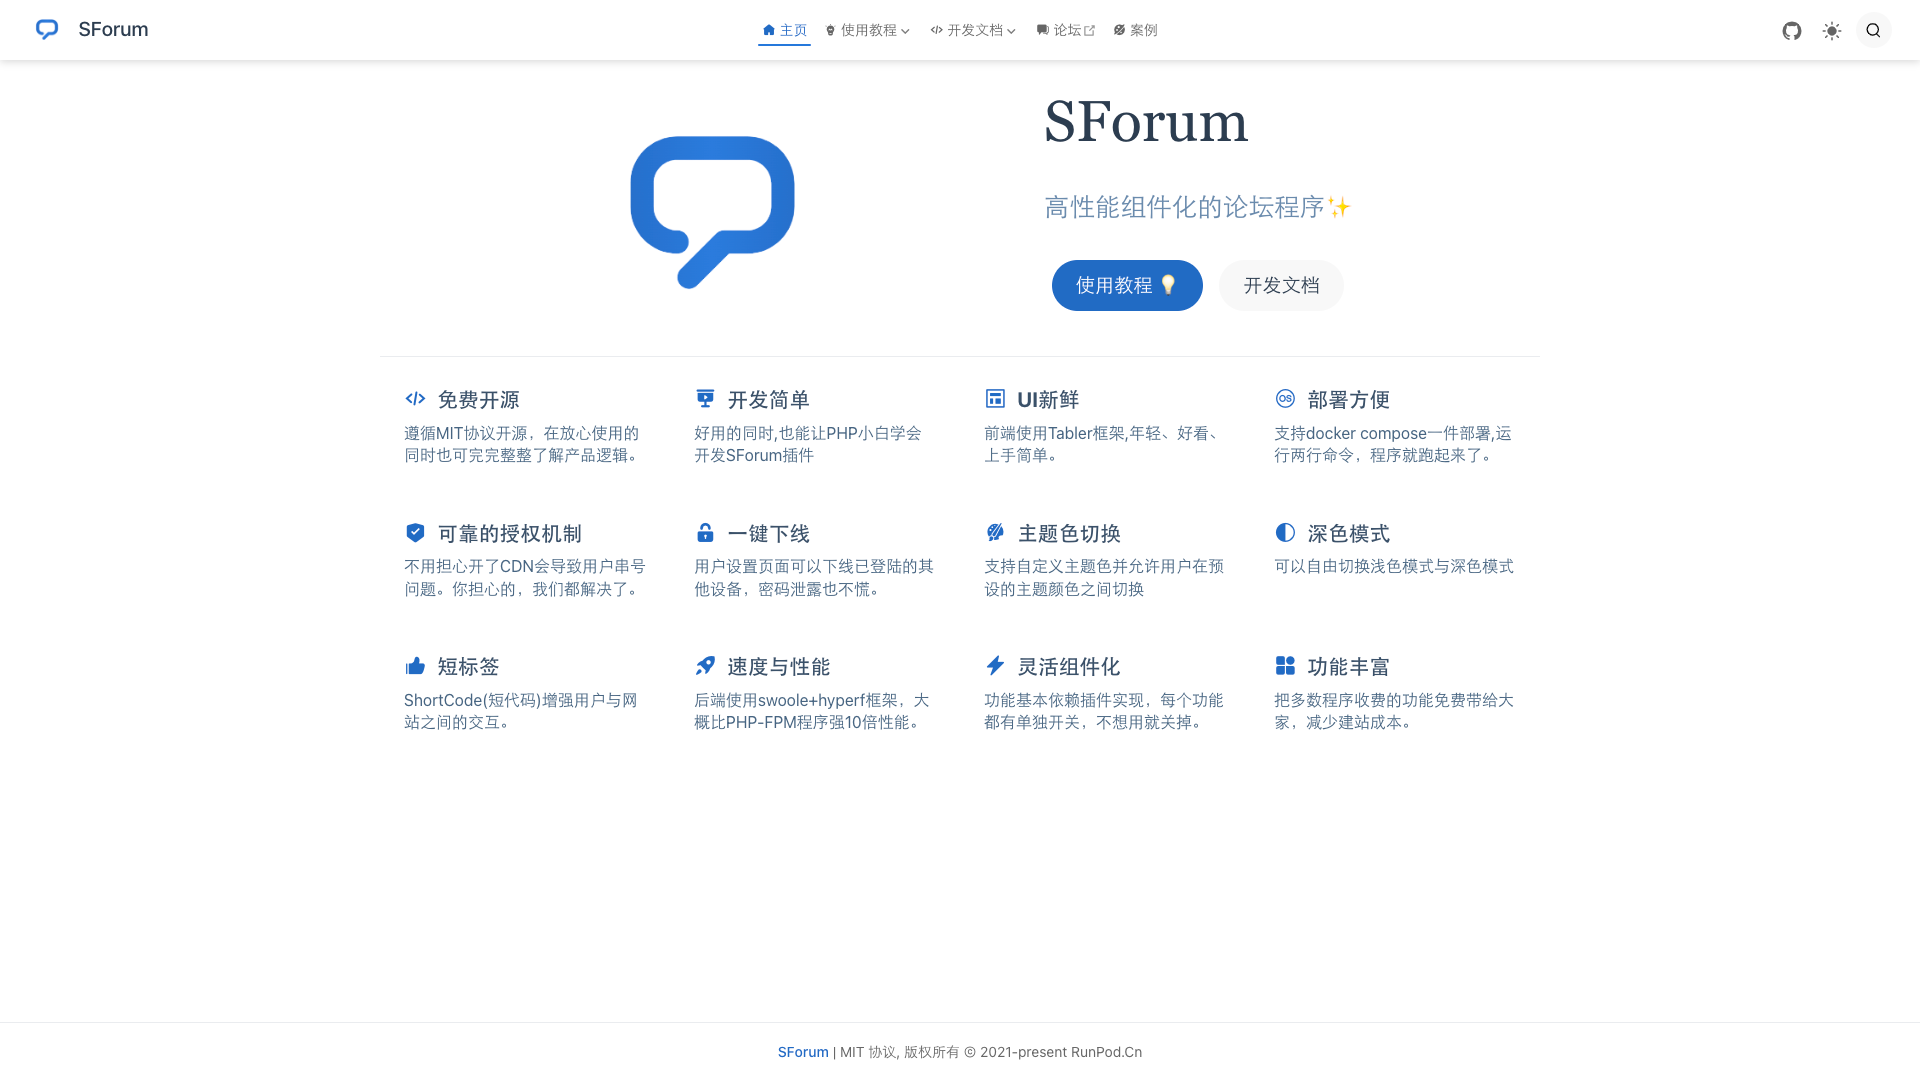 SForum
主页
使用教程
开发文档
论坛
案例
SForum
高性能组件化的论坛程序✨
使用教程 💡
开发文档
免费开源
遵循MIT协议开源，在放心使用的
同时也可完完整整了解产品逻辑。
开发简单
好用的同时,也能让PHP小白学会
开发SForum插件
UI新鲜
前端使用Tabler框架,年轻、好看、
上手简单。
部署方便
支持docker compose一件部署,运
行两行命令，程序就跑起来了。
可靠的授权机制
不用担心开了CDN会导致用户串号
问题。你担心的，我们都解决了。
一键下线
用户设置页面可以下线已登陆的其
他设备，密码泄露也不慌。
主题色切换
支持自定义主题色并允许用户在预
设的主题颜色之间切换
深色模式
可以自由切换浅色模式与深色模式
短标签
ShortCode(短代码)增强用户与网
站之间的交互。
速度与性能
后端使用swoole+hyperf框架，大
概比PHP-FPM程序强10倍性能。
灵活组件化
功能基本依赖插件实现，每个功能
都有单独开关，不想用就关掉。
功能丰富
把多数程序收费的功能免费带给大
家，减少建站成本。
SForum | MIT 协议, 版权所有 © 2021-present RunPod.Cn